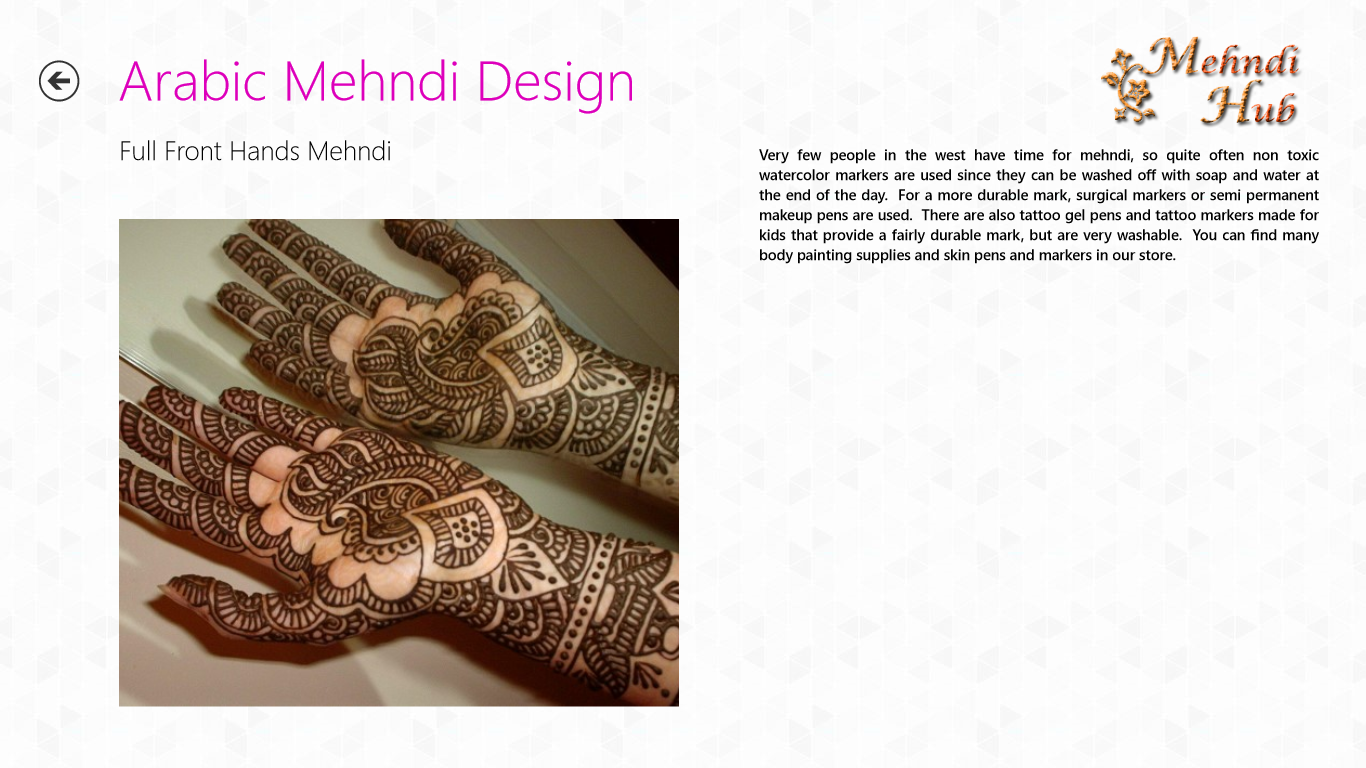 Arabic Mehndi Design
Mehndi
Hub
Full Front Hands Mehndi
Very few people in the west have time for mehndi, so quite often non toxic
watercolor markers are used since they can be washed off with soap and water at
the end of the day.  For a more durable mark, surgical markers or semi permanent
makeup pens are used.  There are also tattoo gel pens and tattoo markers made for
kids that provide a fairly durable mark, but are very washable.  You can find many
body painting supplies and skin pens and markers in our store.